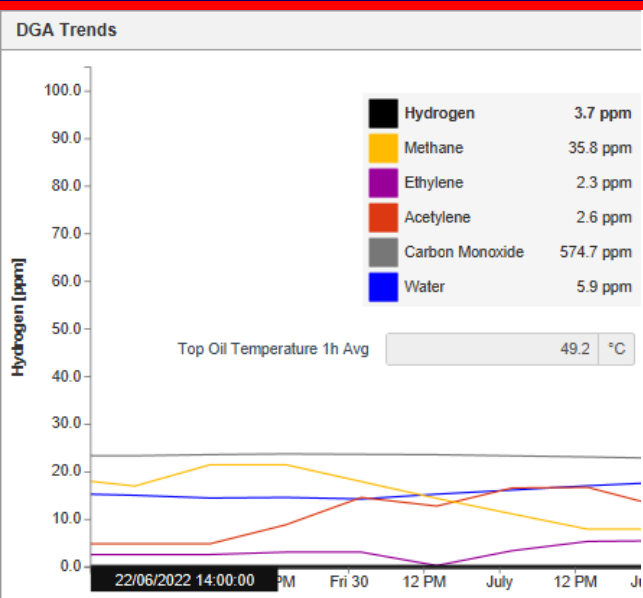 DGA Trends
100.0
90.0
80.0
70.0
60.0
50.0
40.0
30.0
20.0
10.0
0.0
Hydrogen [ppm]
Hydrogen 3.7 ppm
Methane 35.8 ppm
Ethylene 2.3 ppm
Acetylene 2.6 ppm
Carbon Monoxide 574.7 ppm
Water 5.9 ppm
Top Oil Temperature 1h Avg 49.2 °C
22/06/2022 14:00:00 PM Fri 30 12 PM July 12 PM